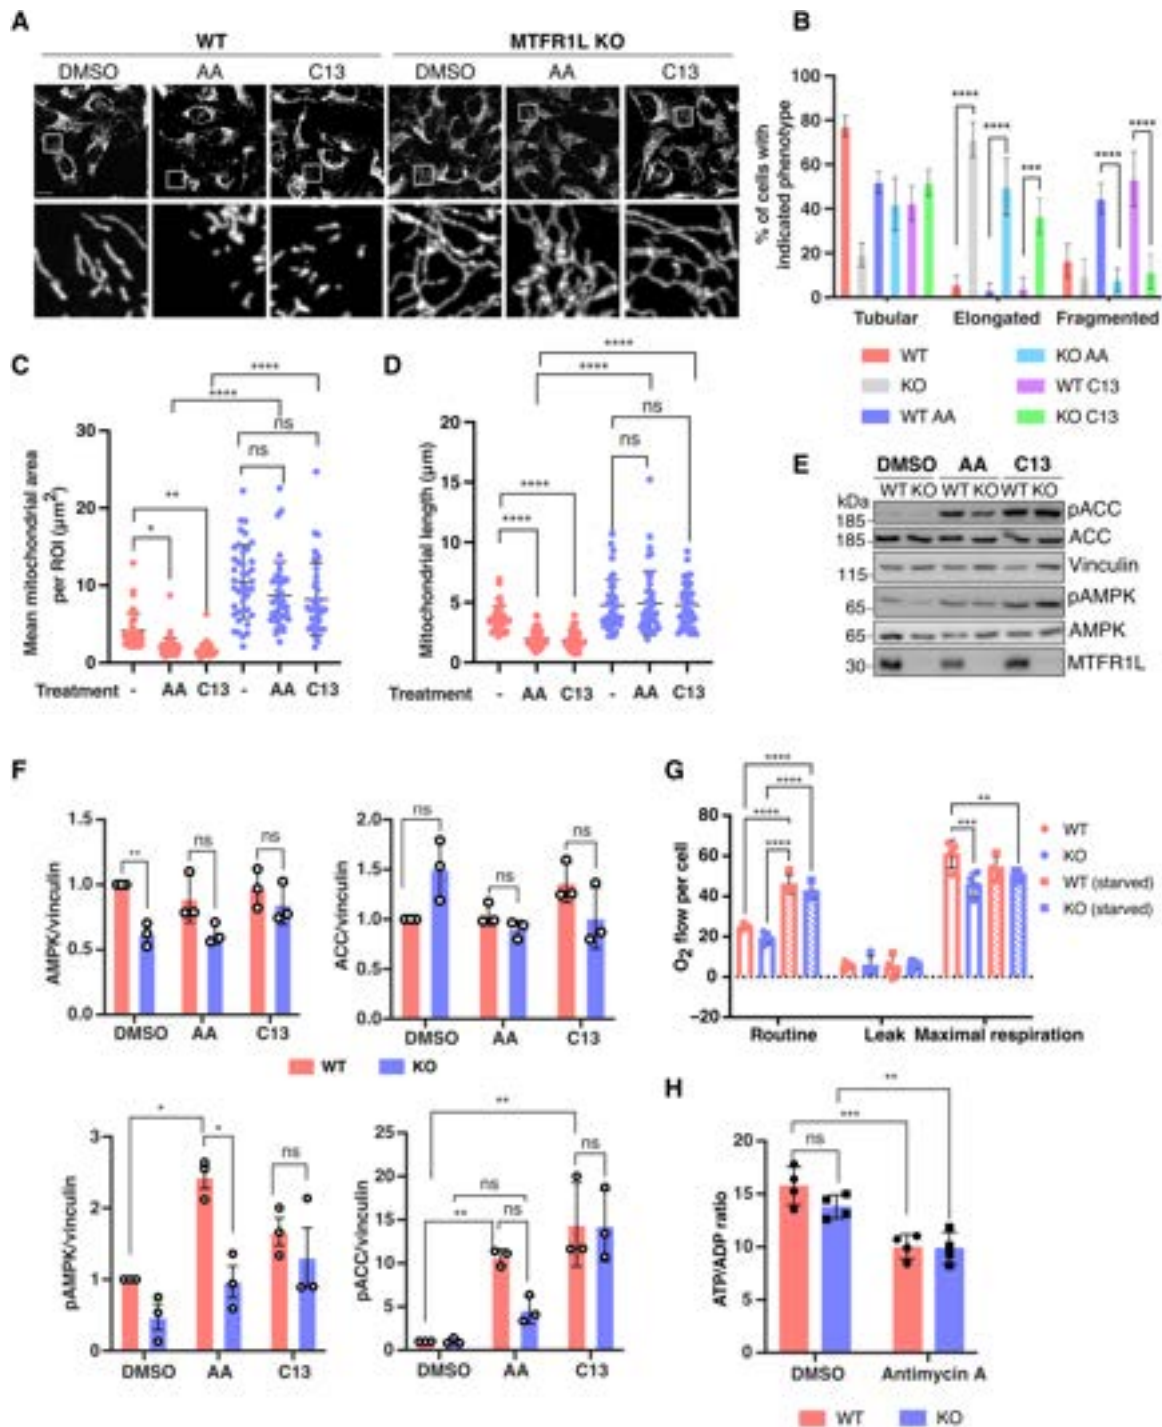 A
WT
MTFR1L KO
DMSO AA C13 DMSO AA C13
B
% of cells with
indicated phenotype
100
80
60
40
20
0
**** **** *** **** ****
Tubular Elongated Fragmented
WT
KO
WT AA
KO AA
WT C13
KO C13
C
Mean mitochondrial area
per ROI (µm²)
30
20
10
0
****
****
ns
ns
**
*
Treatment - AA C13 - AA C13
D
Mitochondrial length (µm)
20
15
10
5
0
****
****
ns
ns
****
****
- AA C13 - AA C13
E
DMSO AA C13
WT KO WT KO WT KO
kDa
185 pACC
185 ACC
115 Vinculin
65 pAMPK
65 AMPK
30 MTFR1L
F
AMPK/vinculin
1.5
1.0
0.5
0.0
** ns ns
DMSO AA C13
ACC/vinculin
2.0
1.5
1.0
0.5
0.0
ns ns ns
DMSO AA C13
WT KO
pAMPK/vinculin
3
2
1
0
* * ns
DMSO AA C13
pACC/vinculin
25
20
15
10
5
0
**
ns
ns
** ns
DMSO AA C13
G
O2 flow per cell
80
60
40
20
0
-20
****
****
****
****
**
***
Routine Leak Maximal respiration
WT
KO
WT (starved)
KO (starved)
H
ATP/ADP ratio
20
15
10
5
0
**
***
ns
DMSO Antimycin A
WT KO